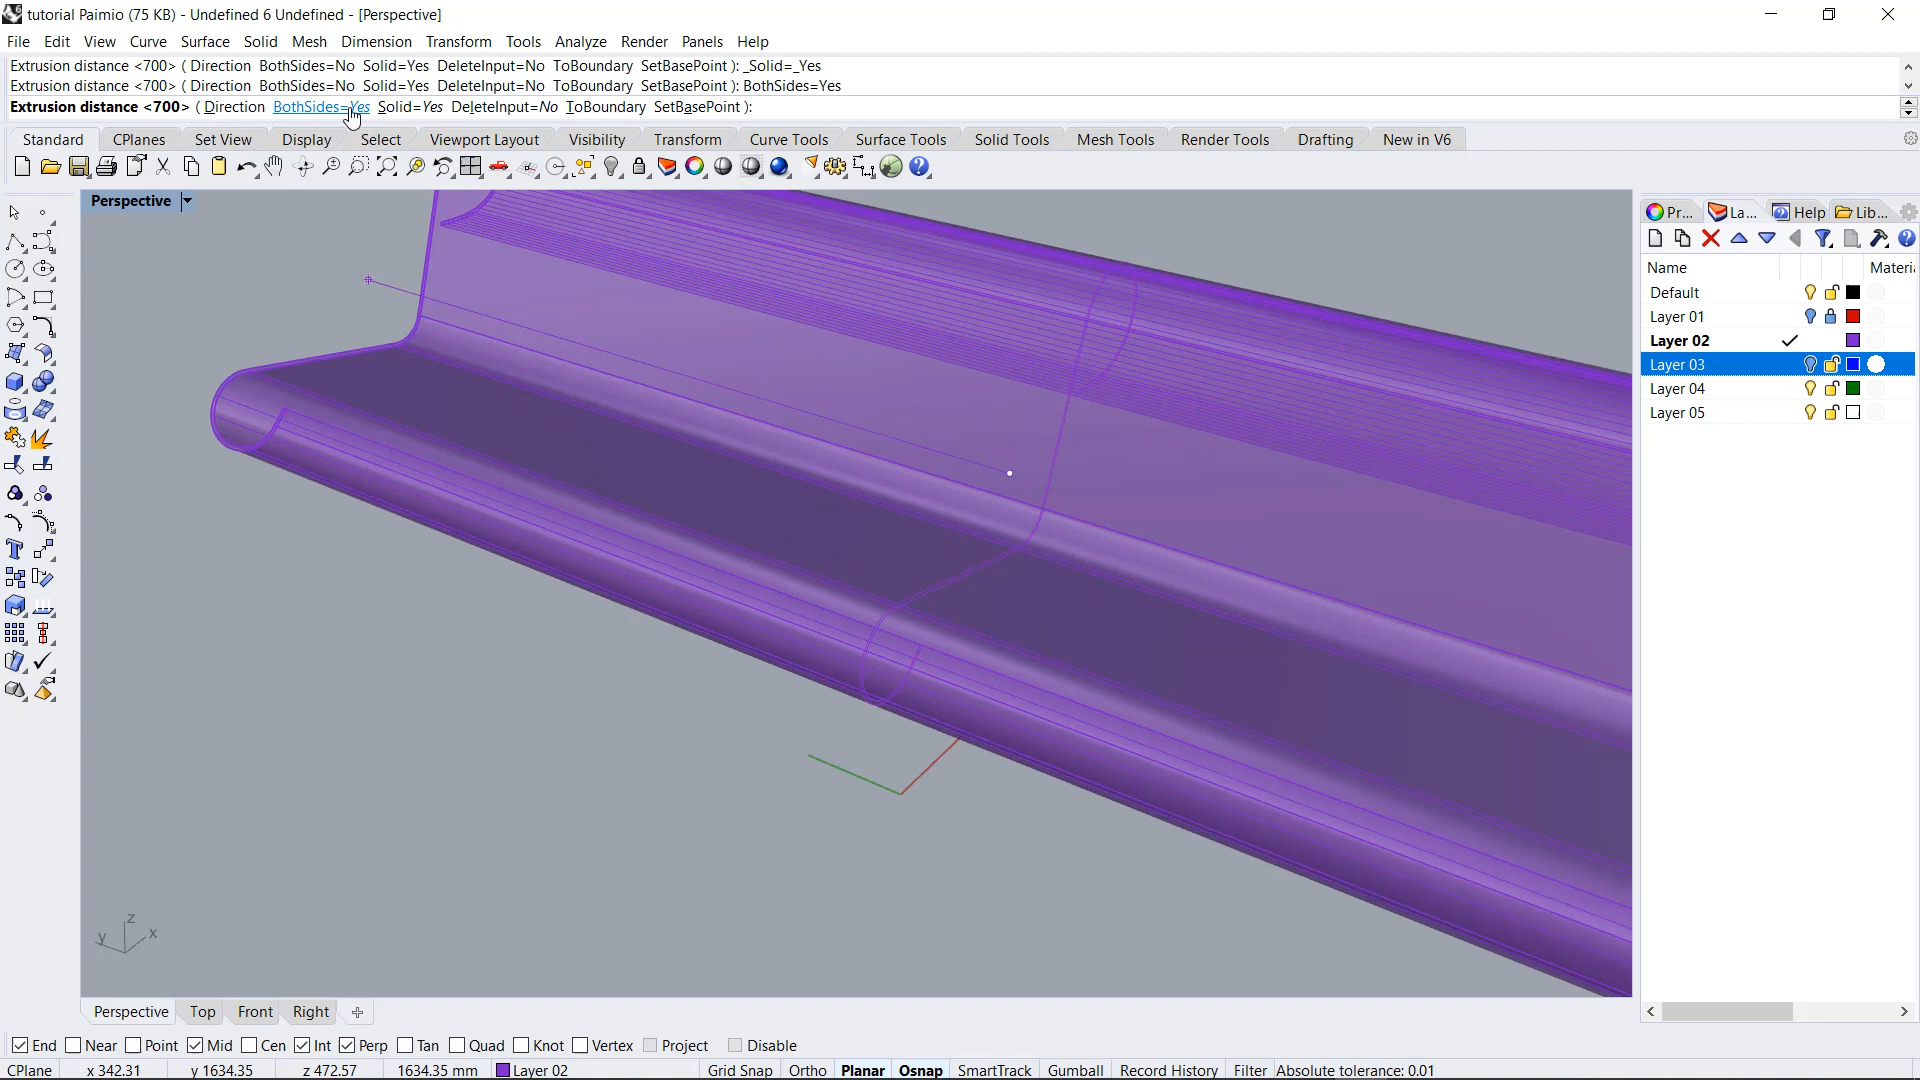 tutorial Paimio (75 KB) - Undefined 6 Undefined - [Perspective]
File Edit View Curve Surface Solid Mesh Dimension Transform Tools Analyze Render Panels Help
Extrusion distance <700> ( Direction BothSides=No Solid=Yes DeleteInput=No ToBoundary SetBasePoint ): _Solid=_Yes
Extrusion distance <700> ( Direction BothSides=No Solid=Yes DeleteInput=No ToBoundary SetBasePoint ): BothSides=Yes
Extrusion distance <700> ( Direction BothSides=Yes Solid=Yes DeleteInput=No ToBoundary SetBasePoint ):
Standard CPlanes Set View Display Select Viewport Layout Visibility Transform Curve Tools Surface Tools Solid Tools Mesh Tools Render Tools Drafting New in V6
Perspective
Pr... La... Help Lib...
Name Materi
Default
Layer 01
Layer 02
Layer 03
Layer 04
Layer 05
z
y x
Perspective Top Front Right
End Near Point Mid Cen Int Perp Tan Quad Knot Vertex Project Disable
CPlane x 342.31 y 1634.35 z 472.57 1634.35 mm Layer 02 Grid Snap Ortho Planar Osnap SmartTrack Gumball Record History Filter Absolute tolerance: 0.01